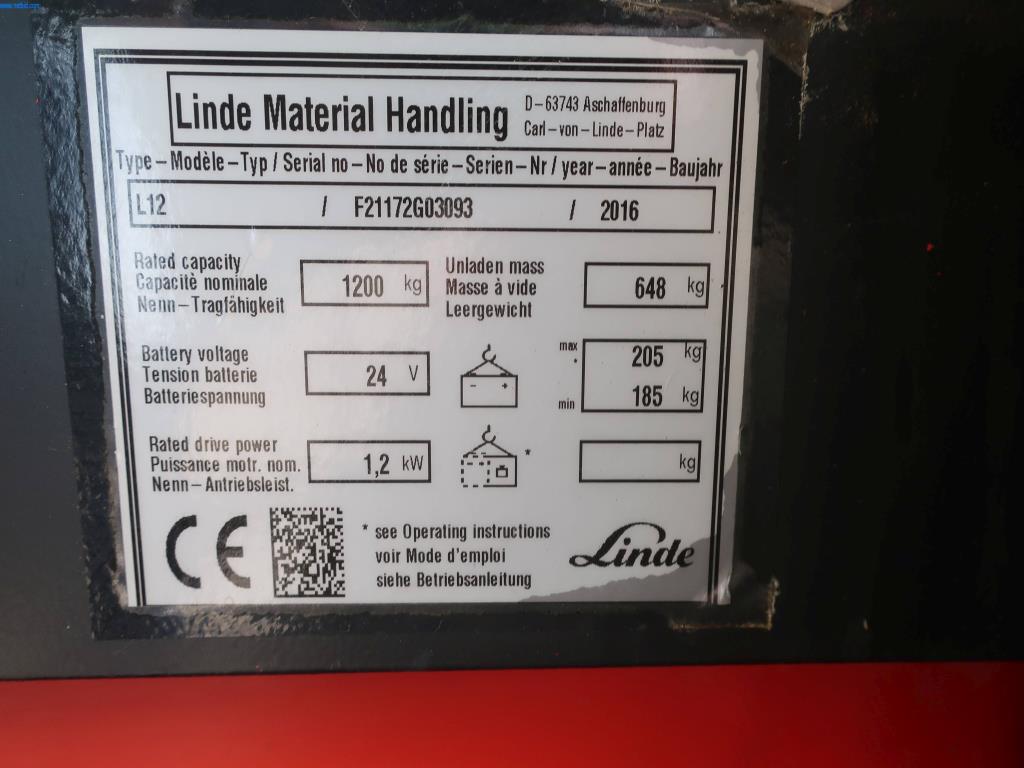 Linde Material Handling
D-63743 Aschaffenburg
Carl-von-Linde-Platz
Type-Modèle-Typ / Serial no-No de série-Serien-Nr / year-année-Baujahr
L12 / F21172G03093 / 2016
Rated capacity
Capacitè nominale
Nenn-Tragfähigkeit
1200 kg
Unladen mass
Masse à vide
Leergewicht
648 kg
Battery voltage
Tension batterie
Batteriespannung
24 V
- +
max
*
205 kg
min
185 kg
Rated drive power
Puissance motr. nom.
Nenn-Antriebsleist.
1,2 kW
*
kg
CE
* see Operating instructions
voir Mode d'emploi
siehe Betriebsanleitung
Linde